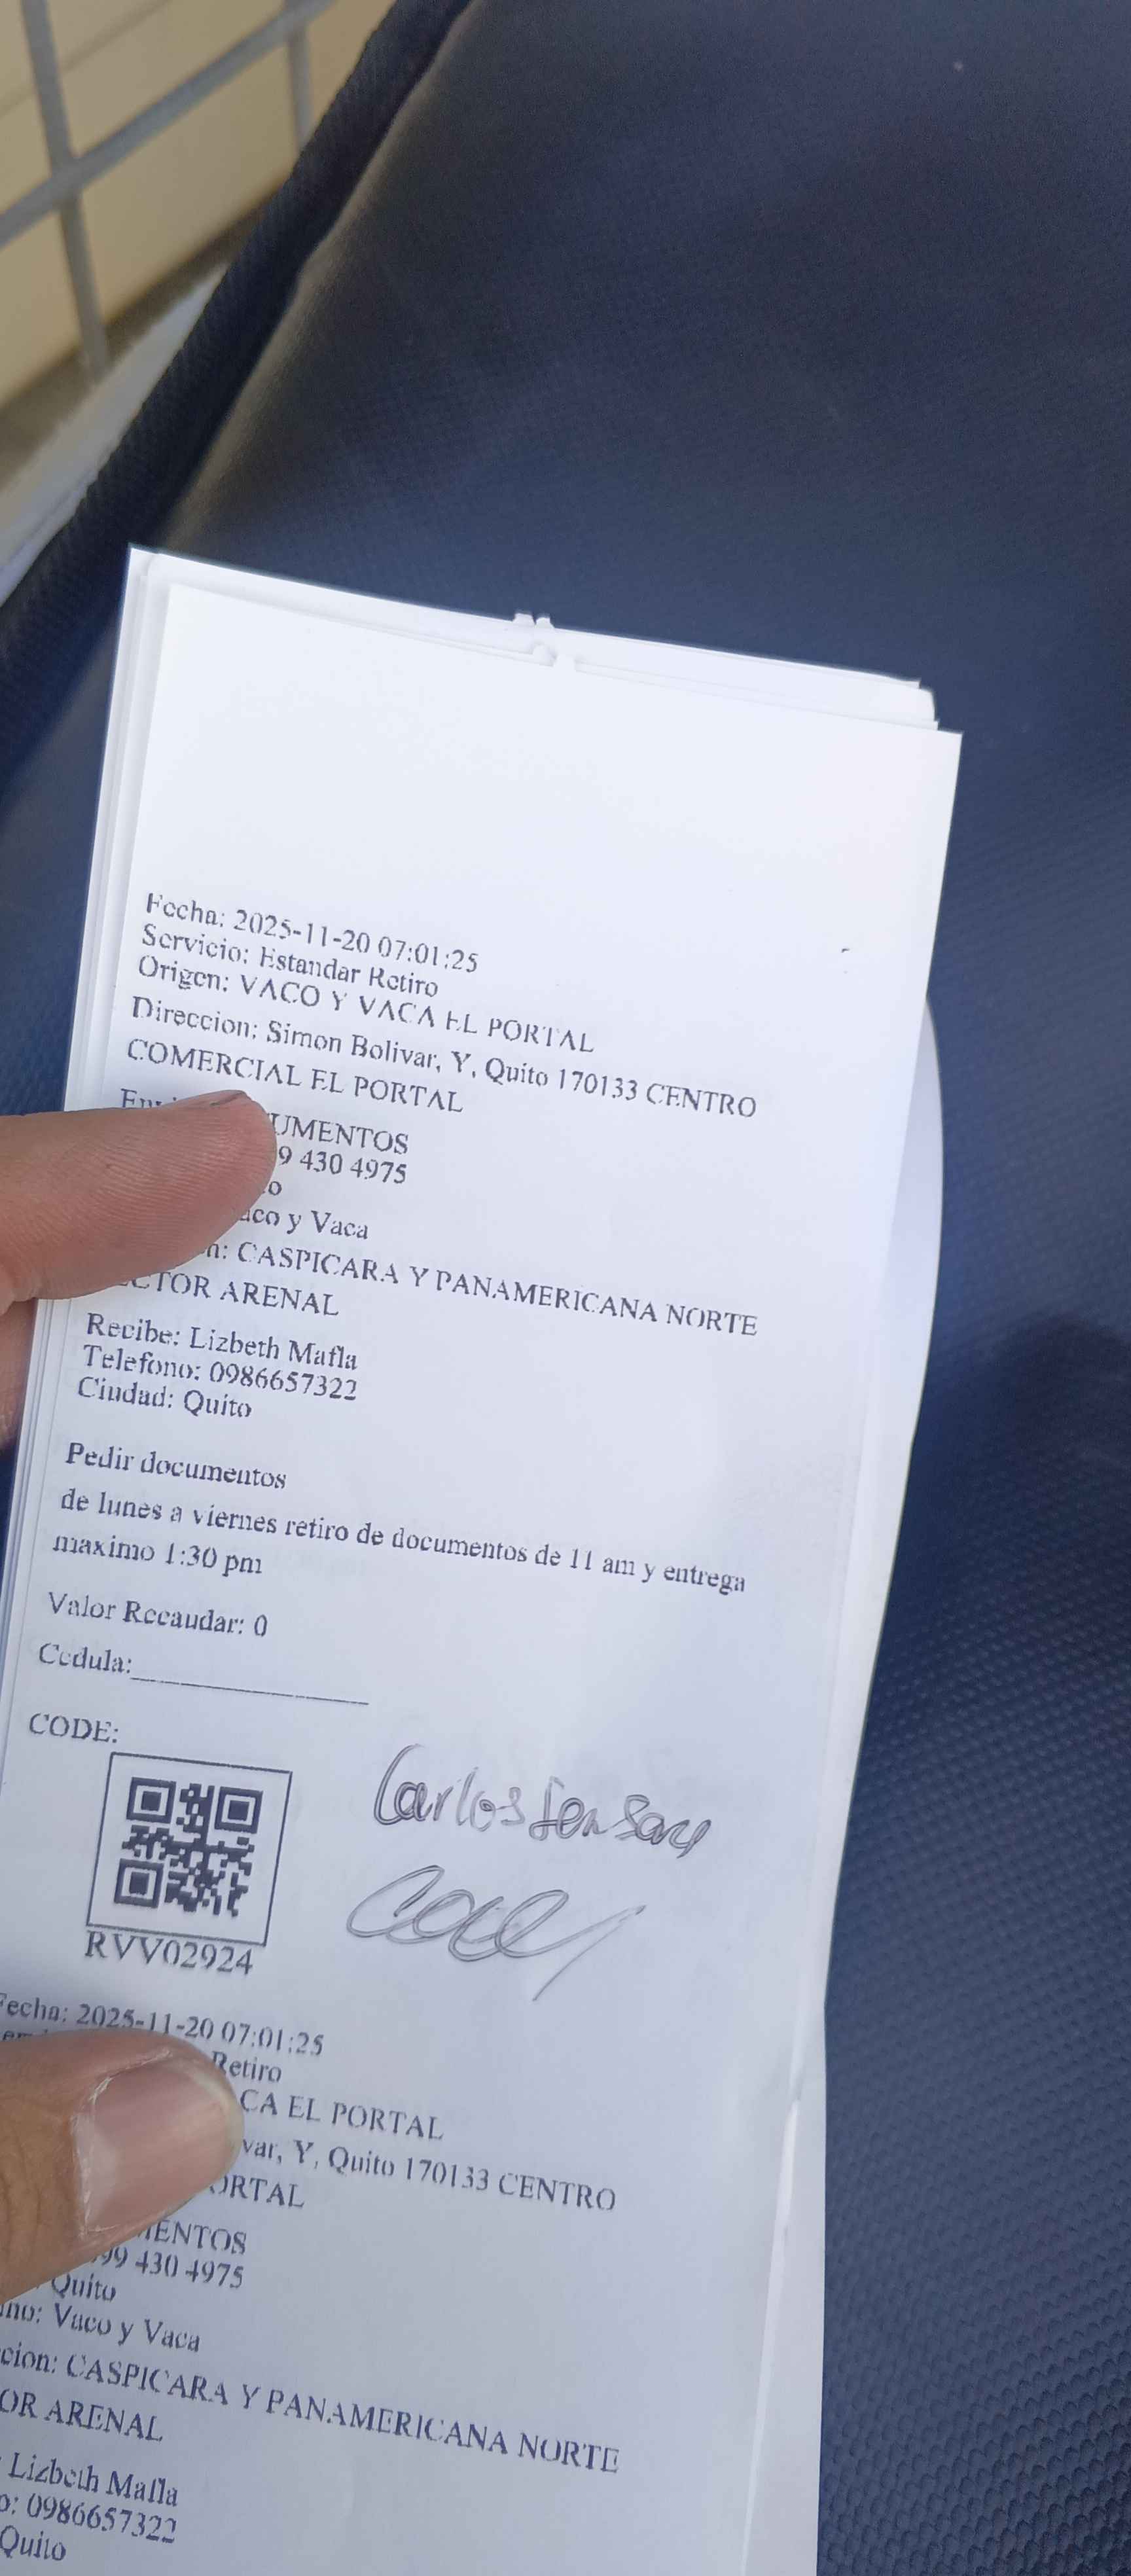 Fecha: 2025-11-20 07:01:25
Servicio: Estandar Retiro
Origen: VACO Y VACA EL PORTAL
Direccion: Simon Bolivar, Y, Quito 170133 CENTRO
COMERCIAL EL PORTAL
UMENTOS
9 430 4975
o
aco y Vaca
n: CASPICARA Y PANAMERICANA NORTE
CTOR ARENAL
Recibe: Lizbeth Mafla
Telefono: 0986657322
Ciudad: Quito
Pedir documentos
de lunes a viernes retiro de documentos de 11 am y entrega
maximo 1:30 pm
Valor Recaudar: 0
Cedula:
CODE:
Carlos
RVV02924
Fecha: 2025-11-20 07:01:25
Retiro
CA EL PORTAL
var, Y, Quito 170133 CENTRO
ORTAL
MENTOS
99 430 4975
Quito
no: Vaco y Vaca
cion: CASPICARA Y PANAMERICANA NORTE
OR ARENAL
: Lizbeth Mafla
o: 0986657322
Quito